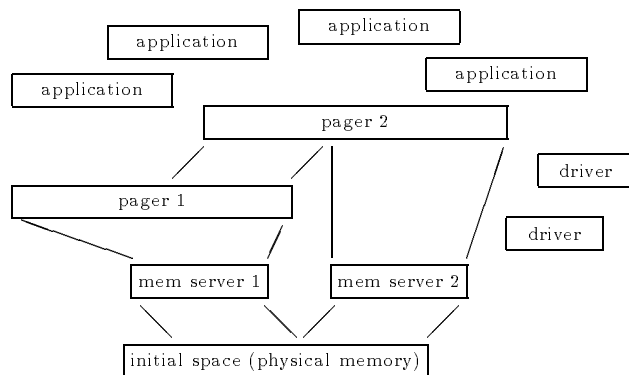 application
application
application
application
pager 2
driver
pager 1
driver
mem server 1
mem server 2
initial space (physical memory)